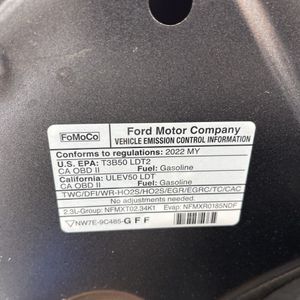 FoMoCo
Ford Motor Company
VEHICLE EMISSION CONTROL INFORMATION
Conforms to regulations: 2022 MY
U.S. EPA: T3B50 LDT2
CA OBD II Fuel: Gasoline
California: ULEV50 LDT
CA OBD II Fuel: Gasoline
TWC/DFI/WR-HO2S/HO2S/EGR/EGRC/TC/CAC
No adjustments needed.
2.3L-Group: NFMXT02.34K1 Evap: NFMXR0185NDF
NW7E-9C485-GFF